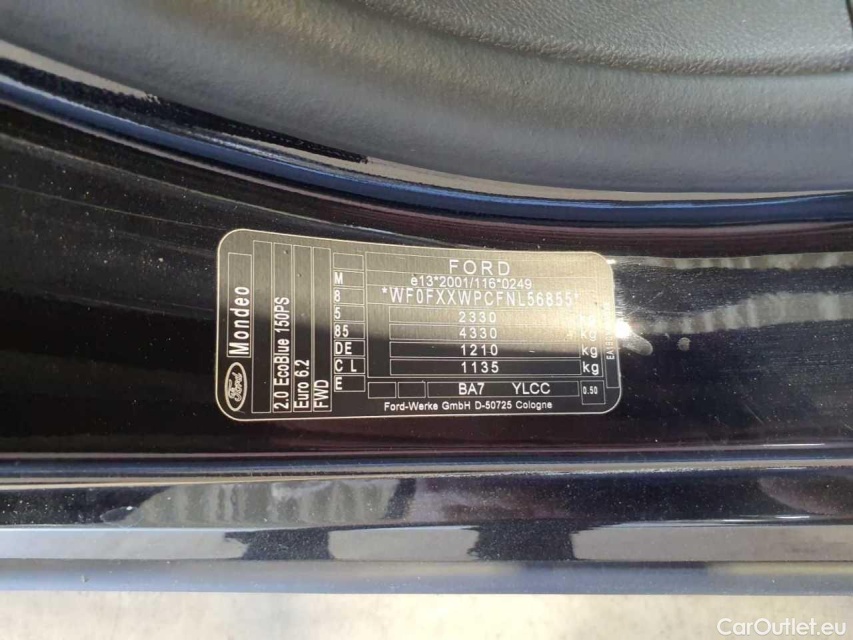 FORD
e13*2001/116*0249
*WF0FXXWPCFNL56855*
2330 kg
4330 kg
1210 kg
1135 kg
BA7 YLCC 0.50
Ford-Werke GmbH D-50725 Cologne
M
8
5
85
DE
C L
E
Ford Mondeo
2.0 EcoBlue 150PS
Euro 6.2
FWD
CarOutlet.eu